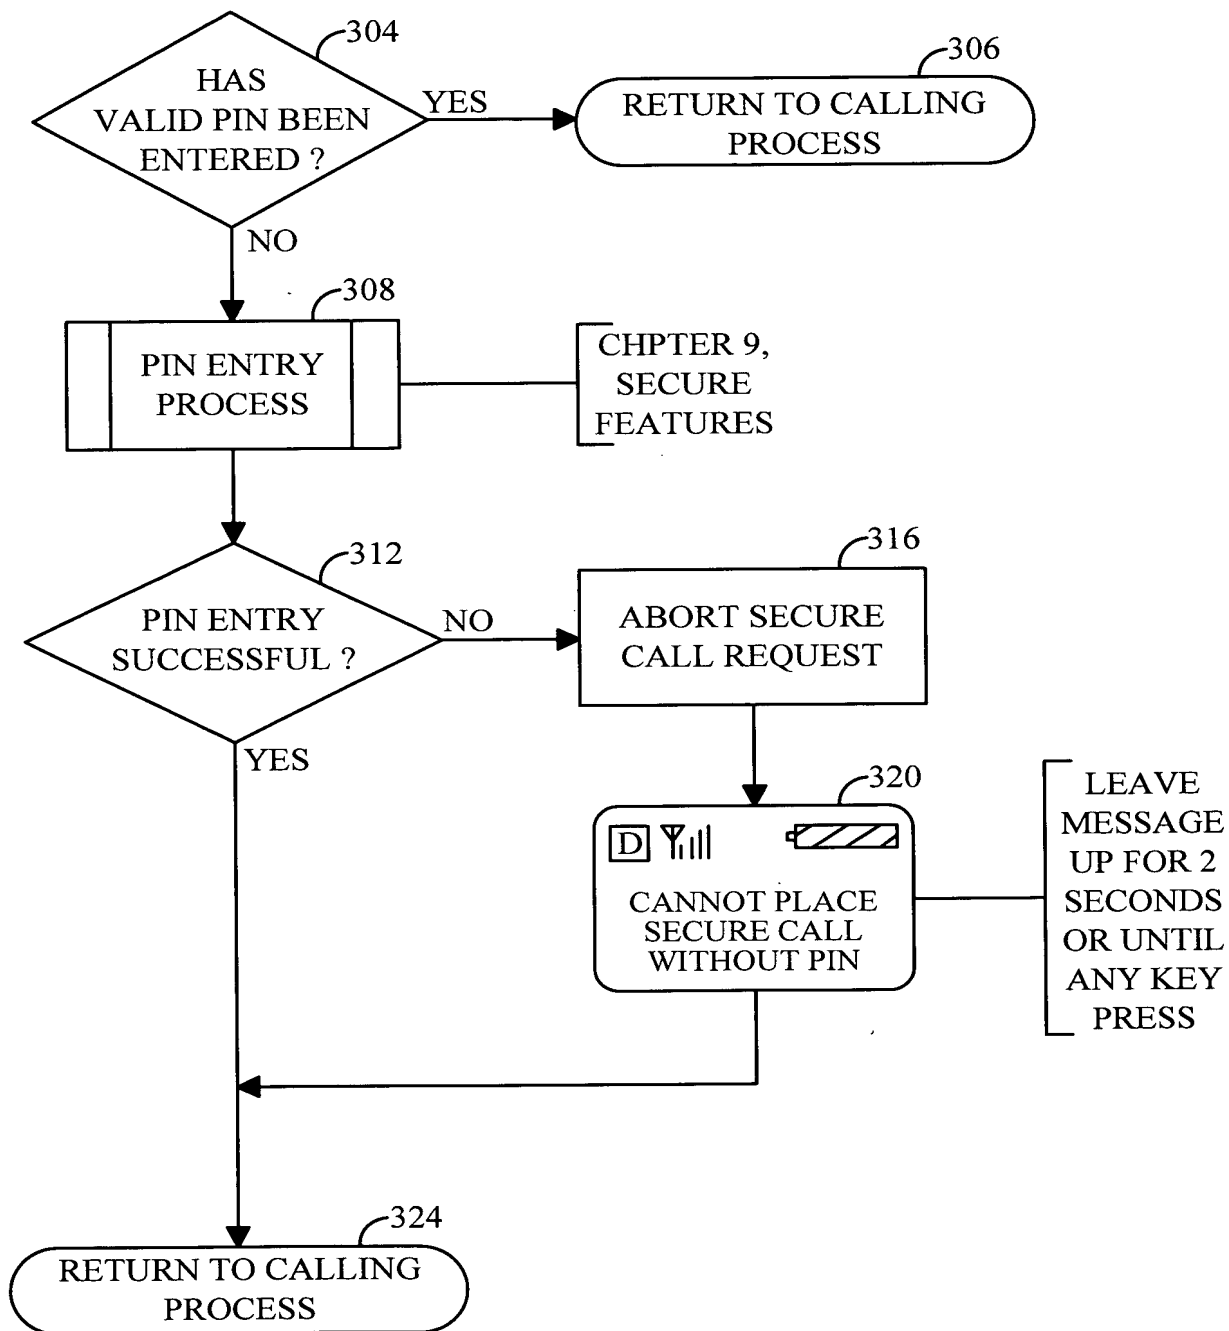 304
HAS
VALID PIN BEEN
ENTERED ?
YES
306
RETURN TO CALLING
PROCESS
NO
308
PIN ENTRY
PROCESS
CHPTER 9,
SECURE
FEATURES
312
PIN ENTRY
SUCCESSFUL ?
NO
316
ABORT SECURE
CALL REQUEST
YES
320
D
CANNOT PLACE
SECURE CALL
WITHOUT PIN
LEAVE
MESSAGE
UP FOR 2
SECONDS
OR UNTIL
ANY KEY
PRESS
324
RETURN TO CALLING
PROCESS